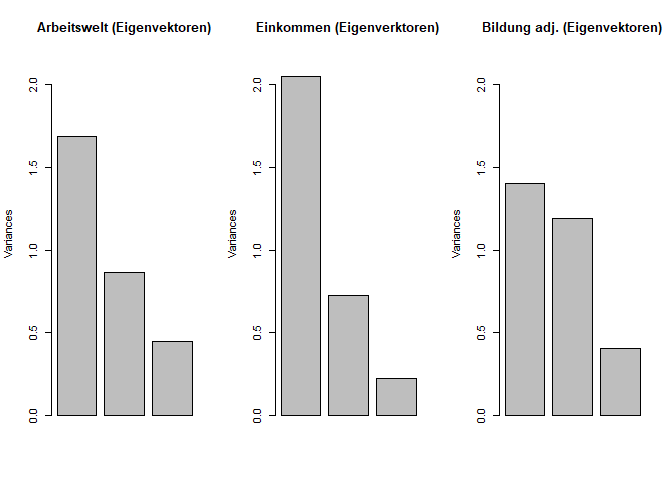 Arbeitswelt (Eigenvektoren)
Variances
0.0
0.5
1.0
1.5
2.0
Einkommen (Eigenverktoren)
Variances
0.0
0.5
1.0
1.5
2.0
Bildung adj. (Eigenvektoren)
Variances
0.0
0.5
1.0
1.5
2.0